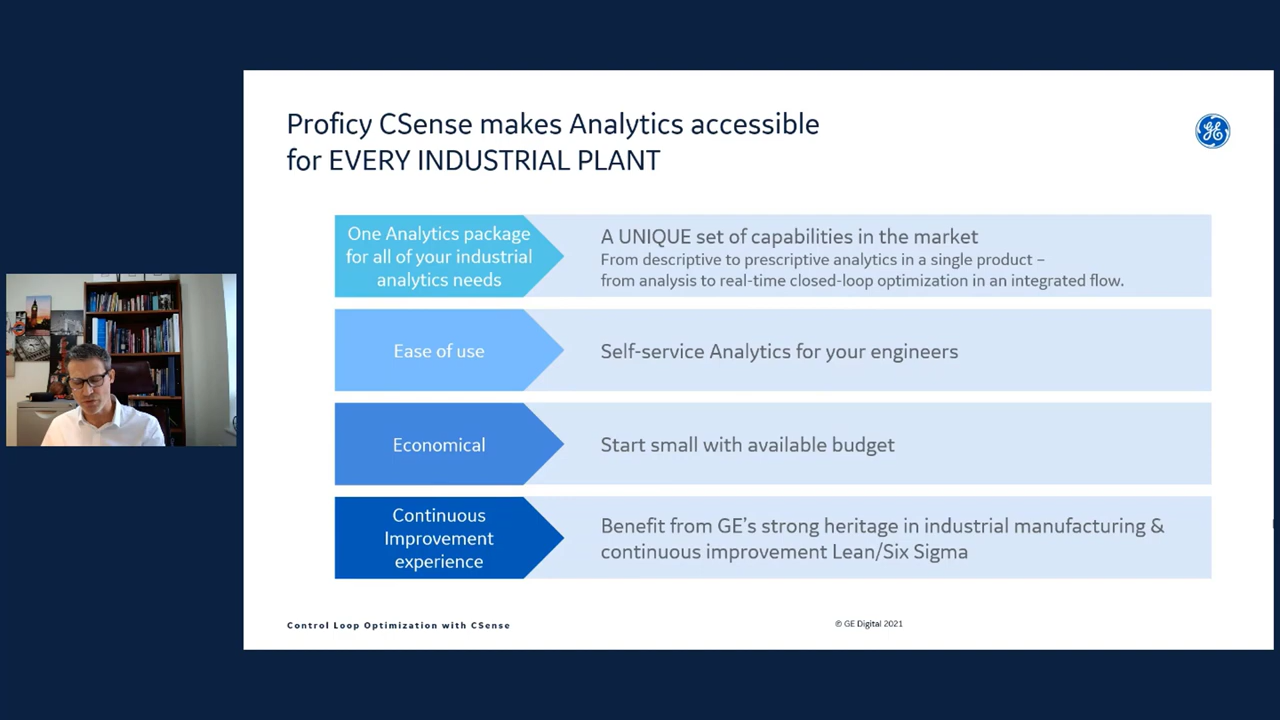 Proficy CSense makes Analytics accessible
for EVERY INDUSTRIAL PLANT
One Analytics package
for all of your industrial
analytics needs
A UNIQUE set of capabilities in the market
From descriptive to prescriptive analytics in a single product –
from analysis to real-time closed-loop optimization in an integrated flow.
Ease of use
Self-service Analytics for your engineers
Economical
Start small with available budget
Continuous
Improvement
experience
Benefit from GE's strong heritage in industrial manufacturing &
continuous improvement Lean/Six Sigma
Control Loop Optimization with CSense
© GE Digital 2021
GE